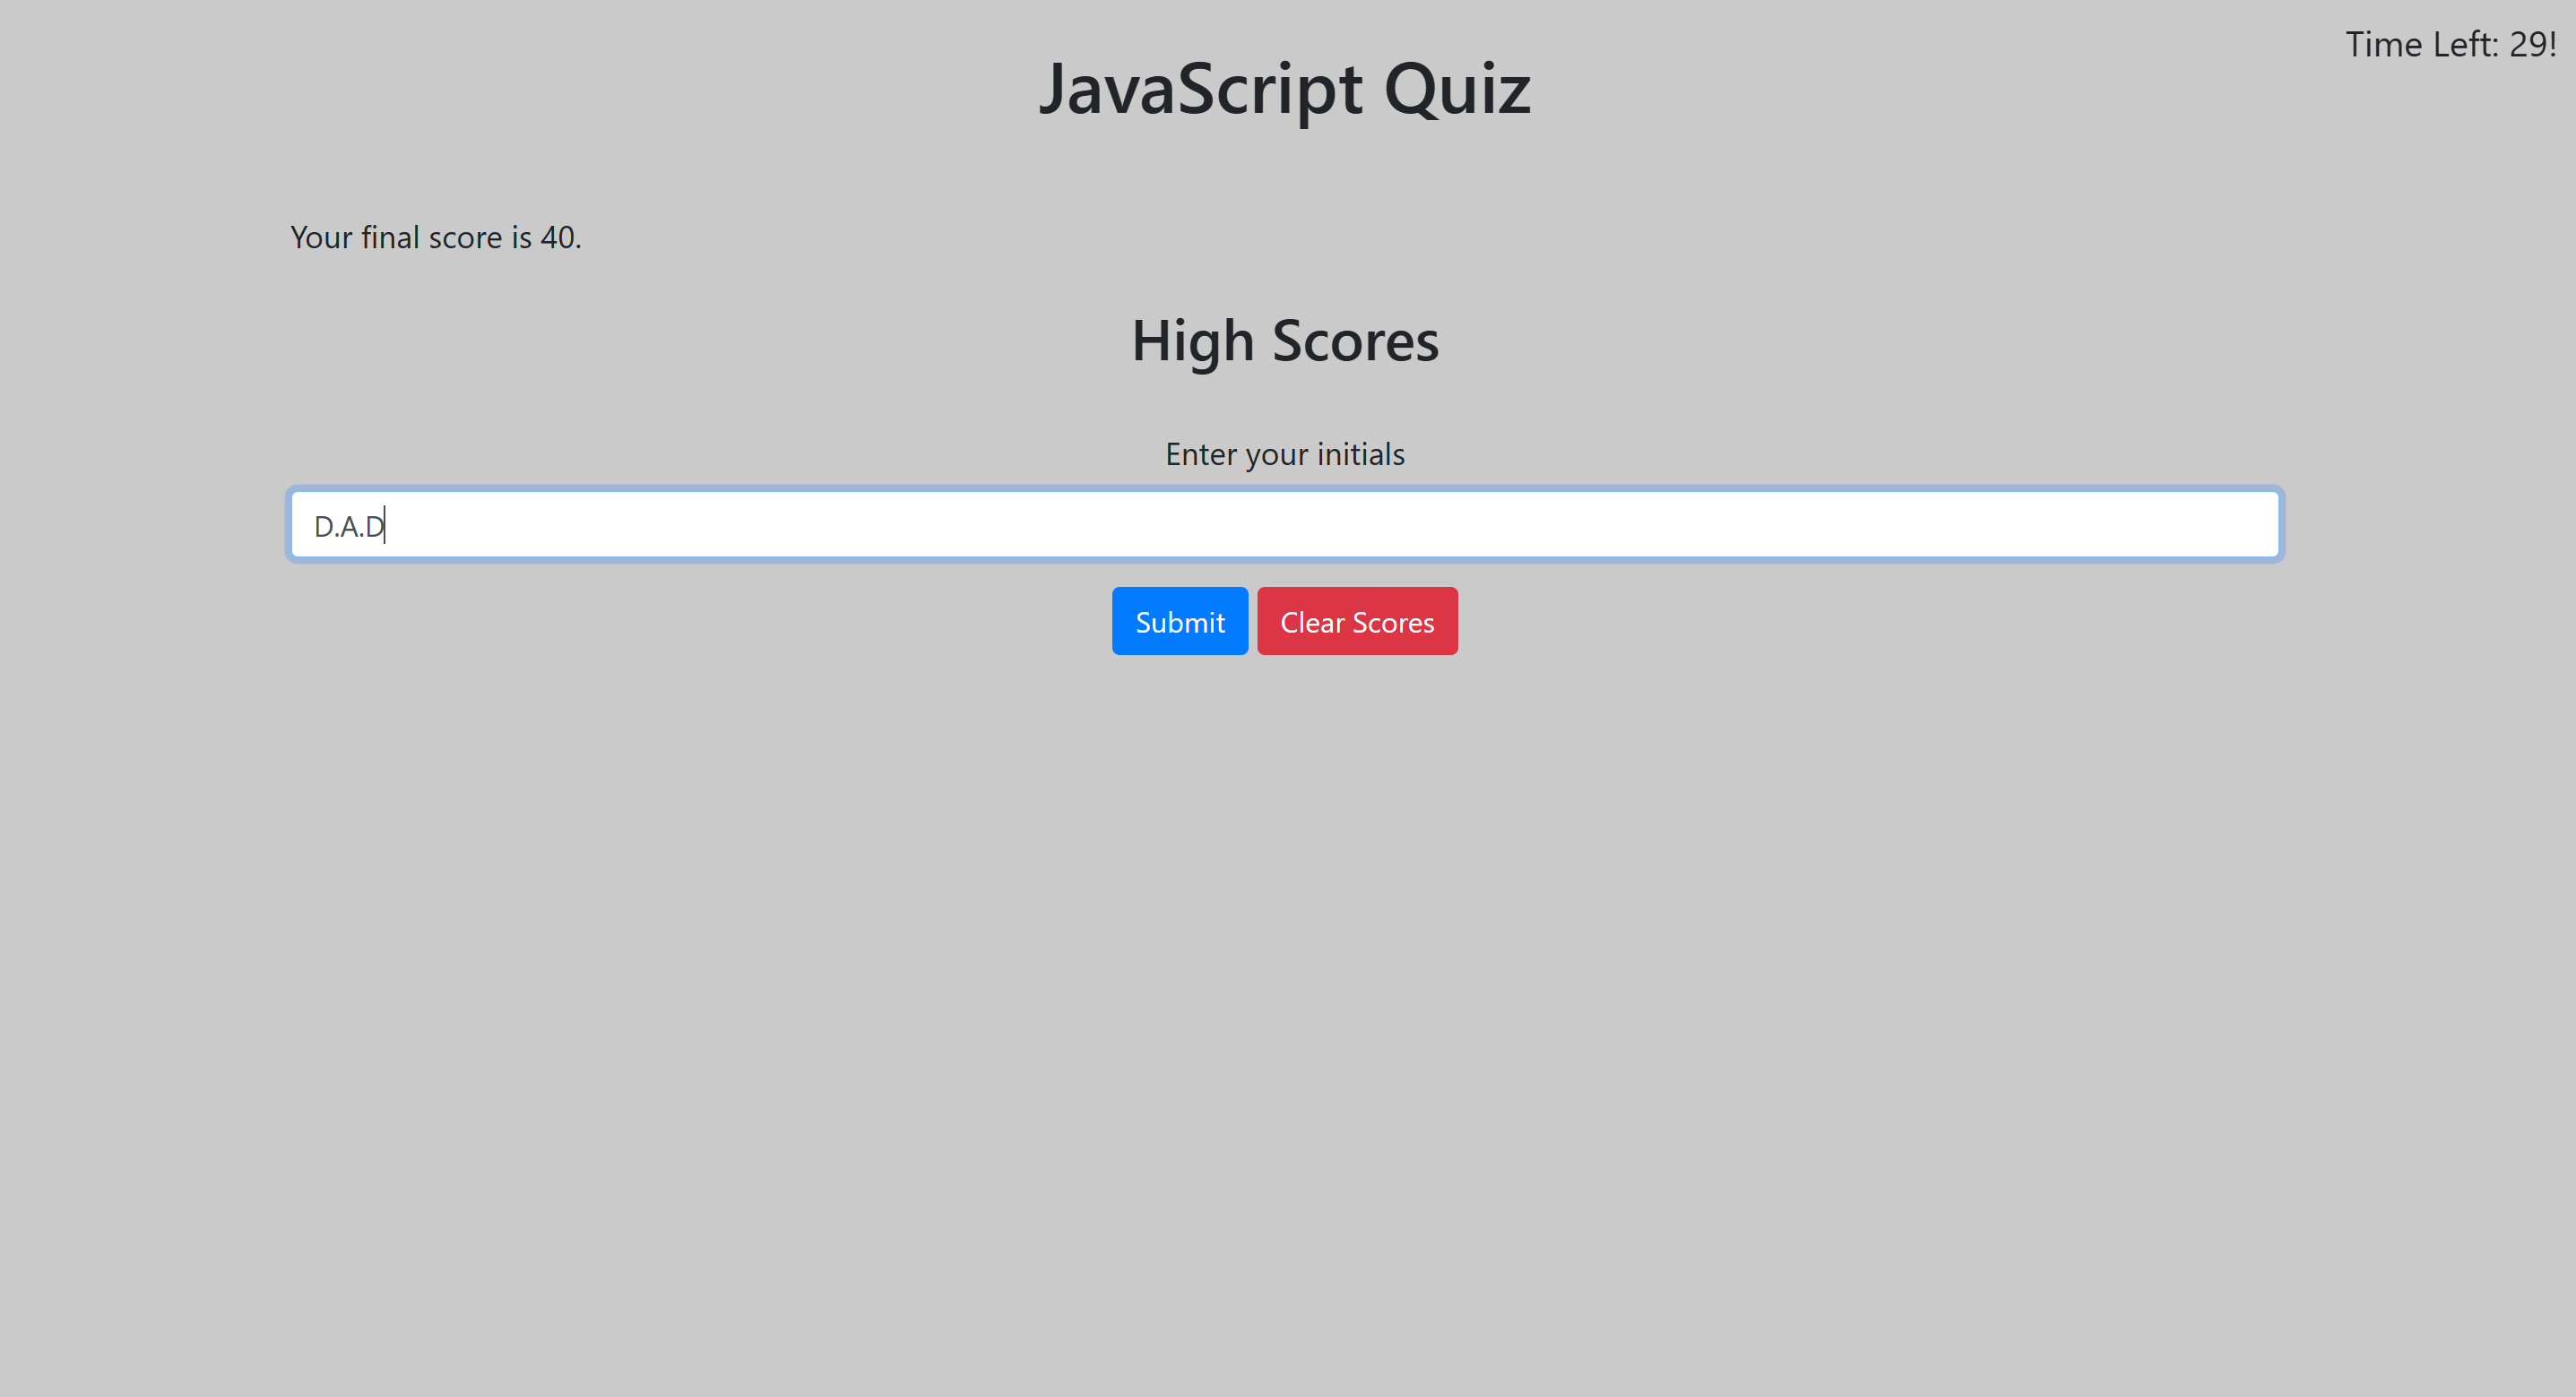 Time Left: 29!
JavaScript Quiz
Your final score is 40.
High Scores
Enter your initials
D.A.D
Submit Clear Scores